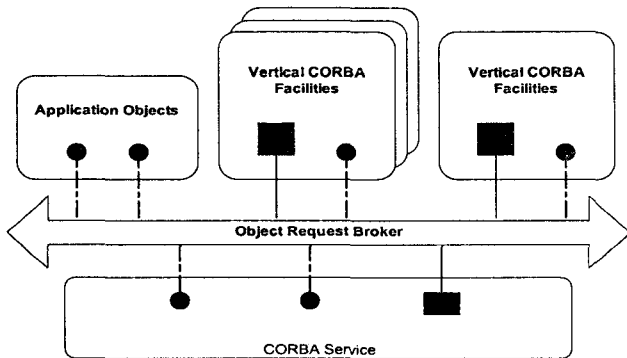 Application Objects
Vertical CORBA
Facilities
Vertical CORBA
Facilities
Object Request Broker
CORBA Service